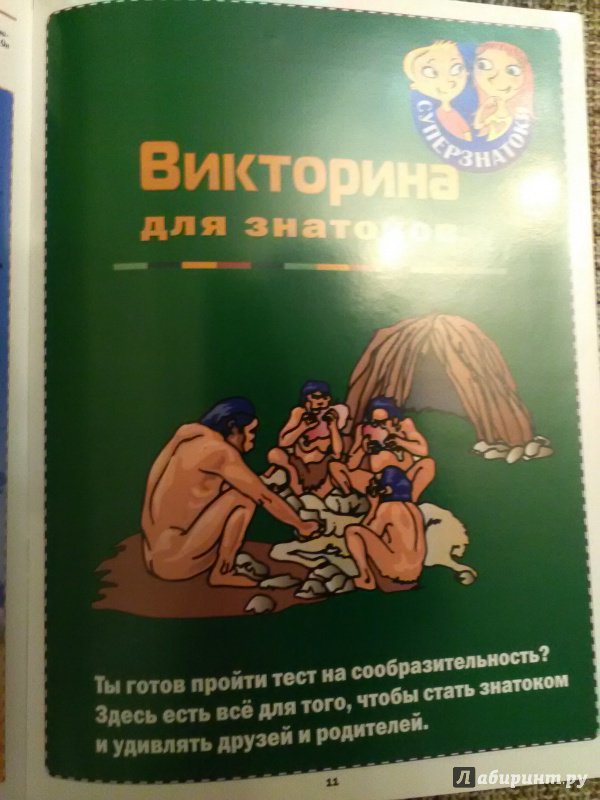 СУПЕРЗНАТОКИ
ВИКТОРИНА
ДЛЯ ЗНАТОКОВ
Ты готов пройти тест на сообразительность?
Здесь есть всё для того, чтобы стать знатоком
и удивлять друзей и родителей.
11
Лабиринт.ру